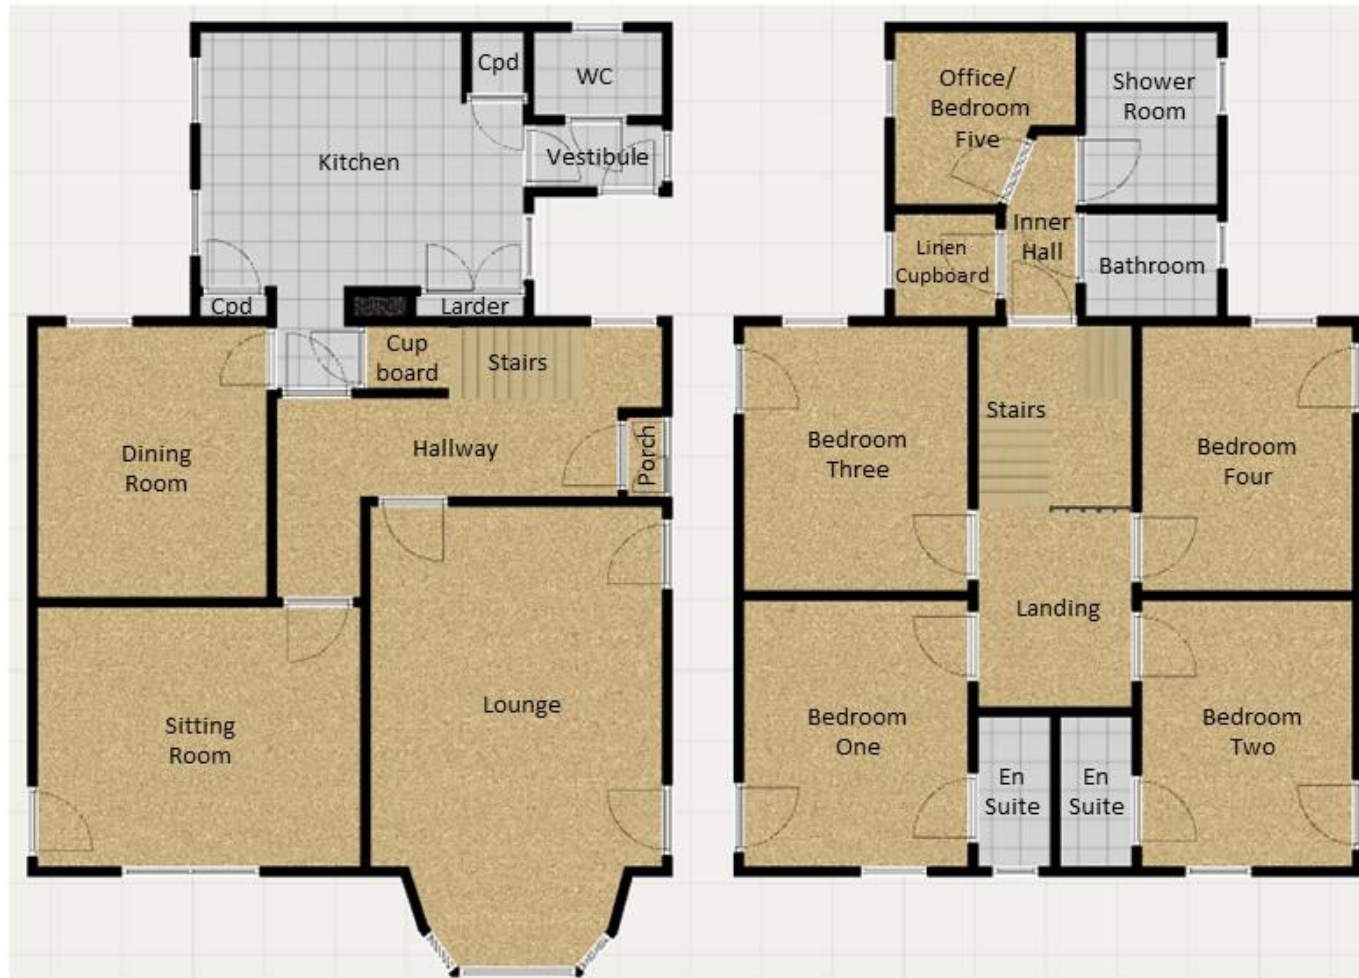 Kitchen
Cpd
WC
Vestibule
Cpd
Larder
Cup
board
Stairs
Dining
Room
Hallway
Porch
Sitting
Room
Lounge
Office/
Bedroom
Five
Shower
Room
Inner
Hall
Linen
Cupboard
Bathroom
Stairs
Bedroom
Three
Bedroom
Four
Landing
Bedroom
One
En
Suite
En
Suite
Bedroom
Two